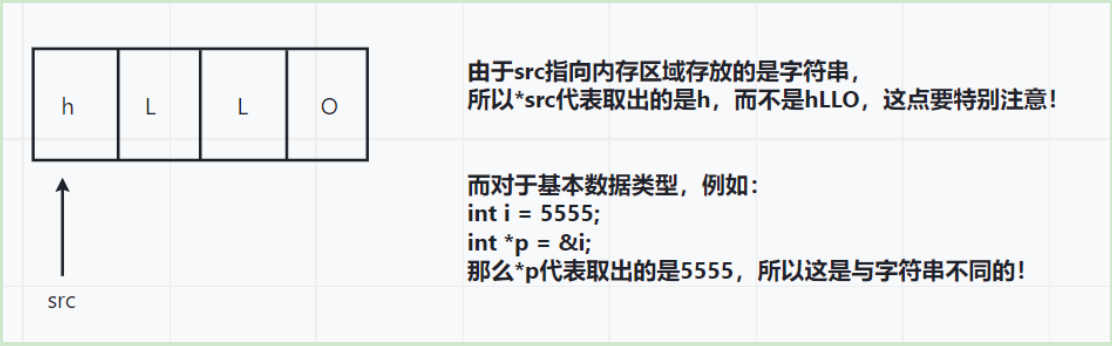 由于src指向内存区域存放的是字符串，
所以*src代表取出的是h，而不是hLLO，这点要特别注意！
h L L O
而对于基本数据类型，例如：
int i = 5555;
int *p = &i;
那么*p代表取出的是5555，所以这是与字符串不同的！
src